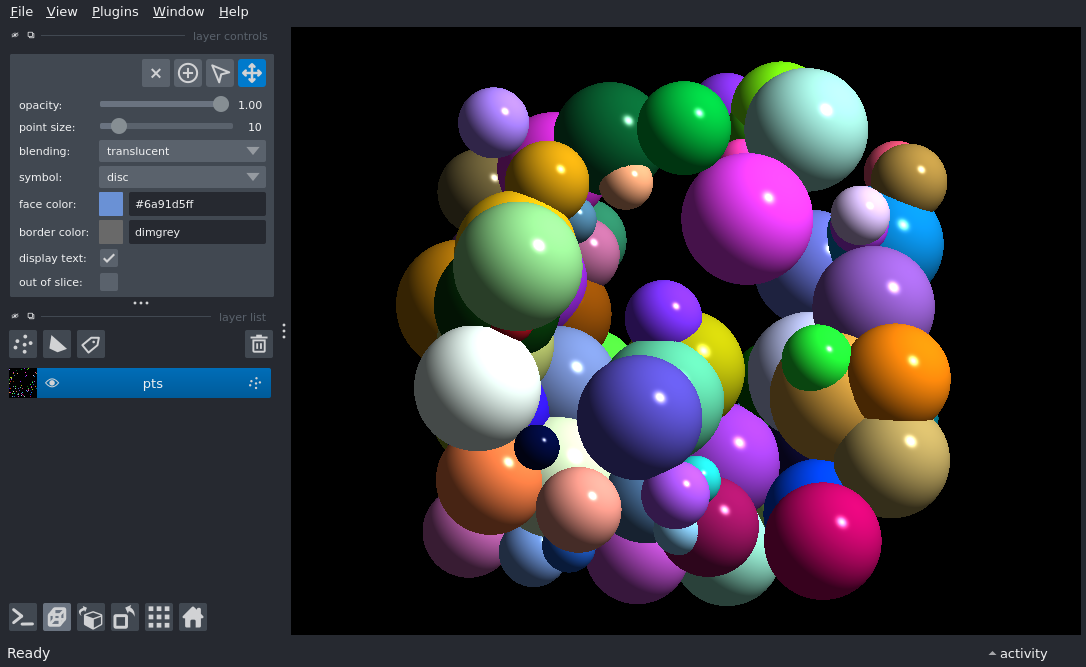 File View Plugins Window Help
layer controls
opacity: 1.00
point size: 10
blending: translucent
symbol: disc
face color: #6a91d5ff
border color: dimgrey
display text:
out of slice:
layer list
pts
Ready
activity